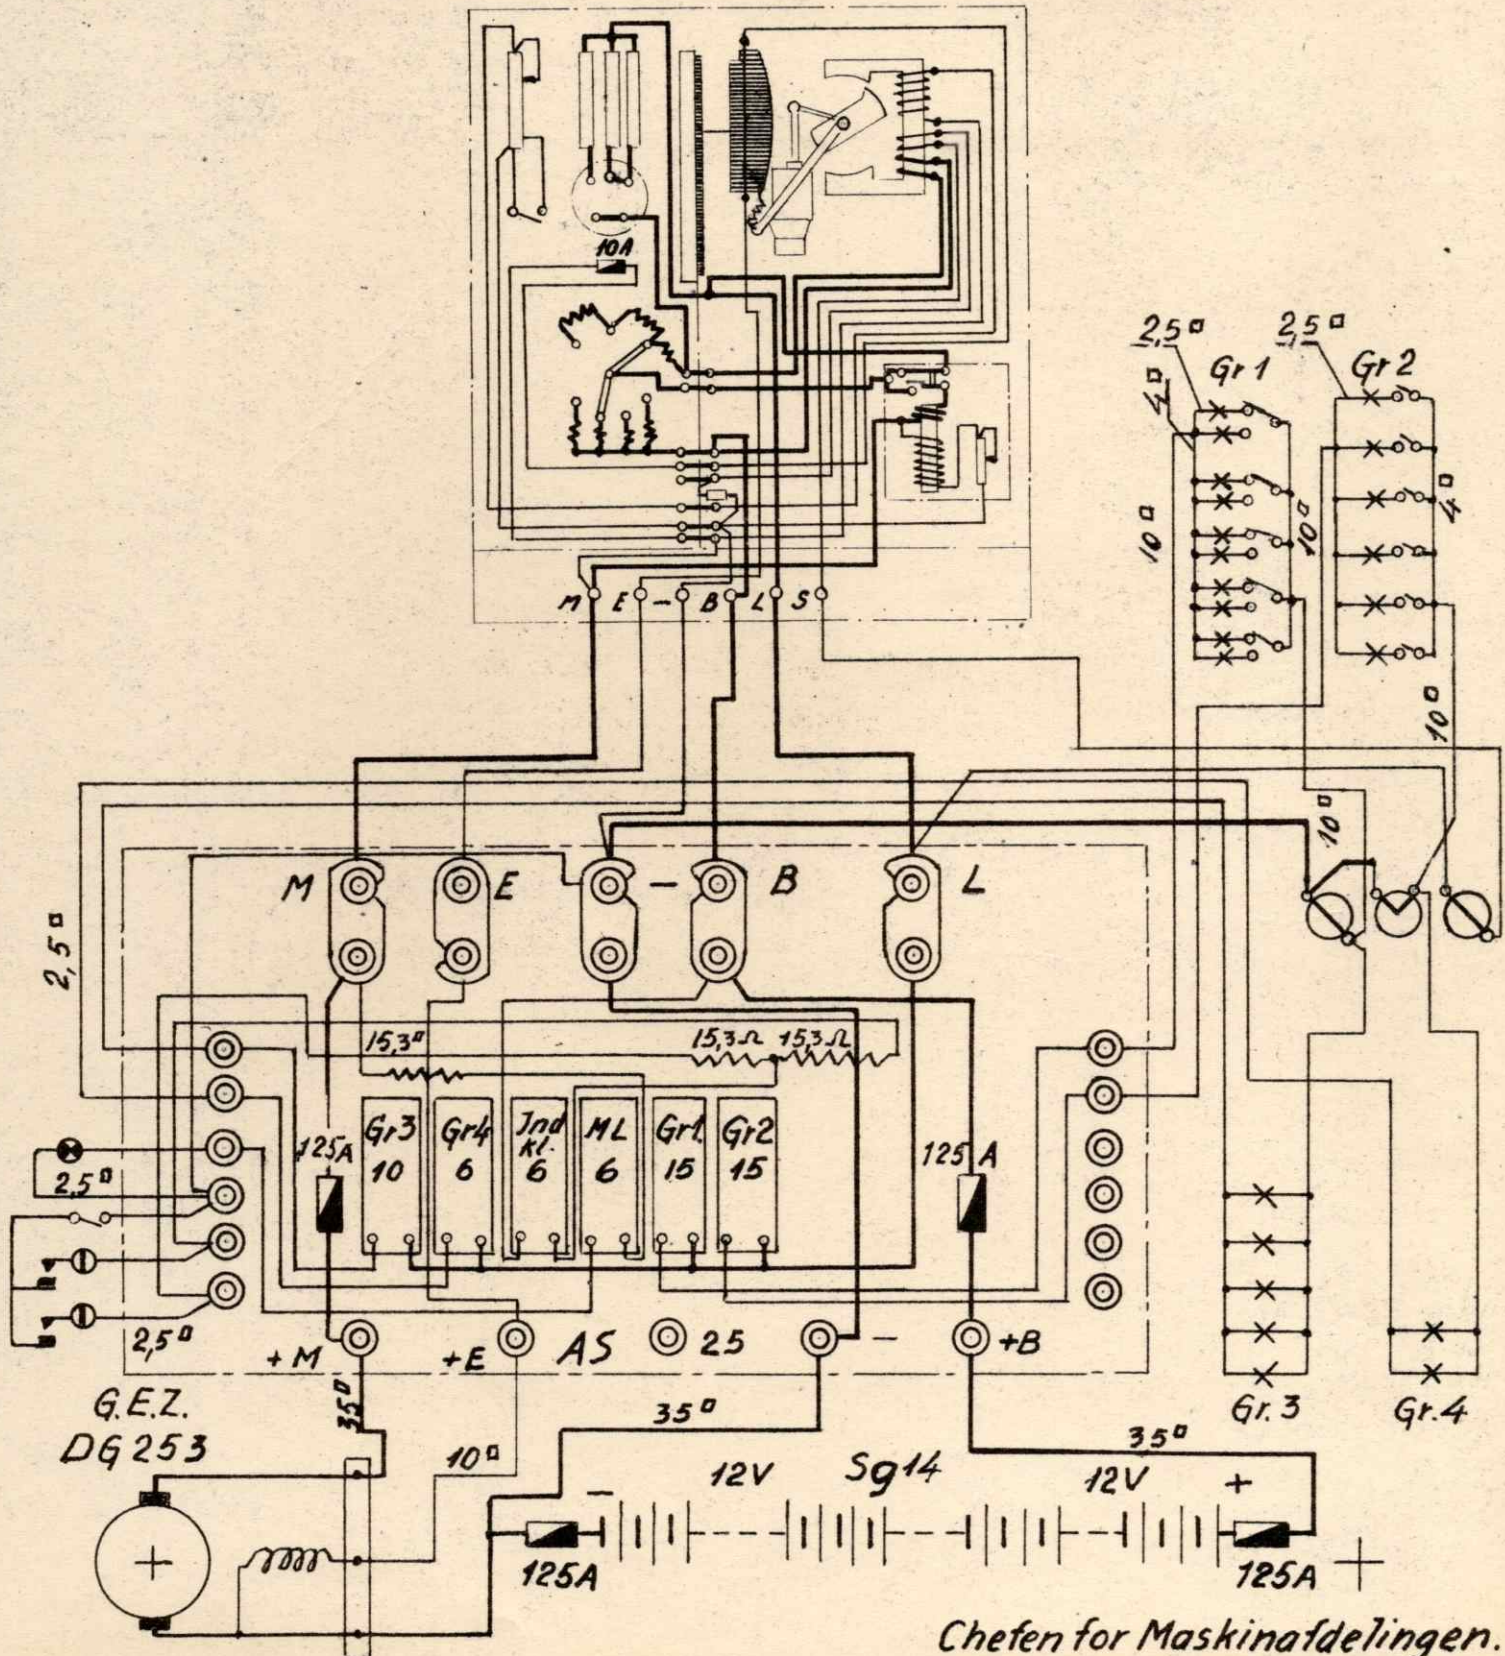 10A
2,5▫ 2,5▫
4▫ Gr 1 Gr 2
10▫ 10▫ 4▫
M E – B L S
10▫
10▫
M E – B L
2,5▫
15,3▫ 15,3Ω 15,3Ω
125A 125A
Gr3 10
Gr4 6
Ind kl. 6
ML 6
Gr1. 15
Gr2 15
2,5▫
2,5▫
+M +E AS 25 – +B
G.E.Z.
DG 253
35▫ 35▫ 35▫
10▫
Gr. 3 Gr. 4
– 12V Sg14 12V +
125A 125A
Chefen for Maskinafdelingen.